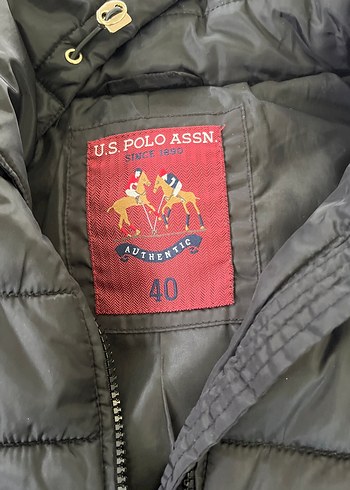 U.S. POLO ASSN.
SINCE 1890
AUTHENTIC
40